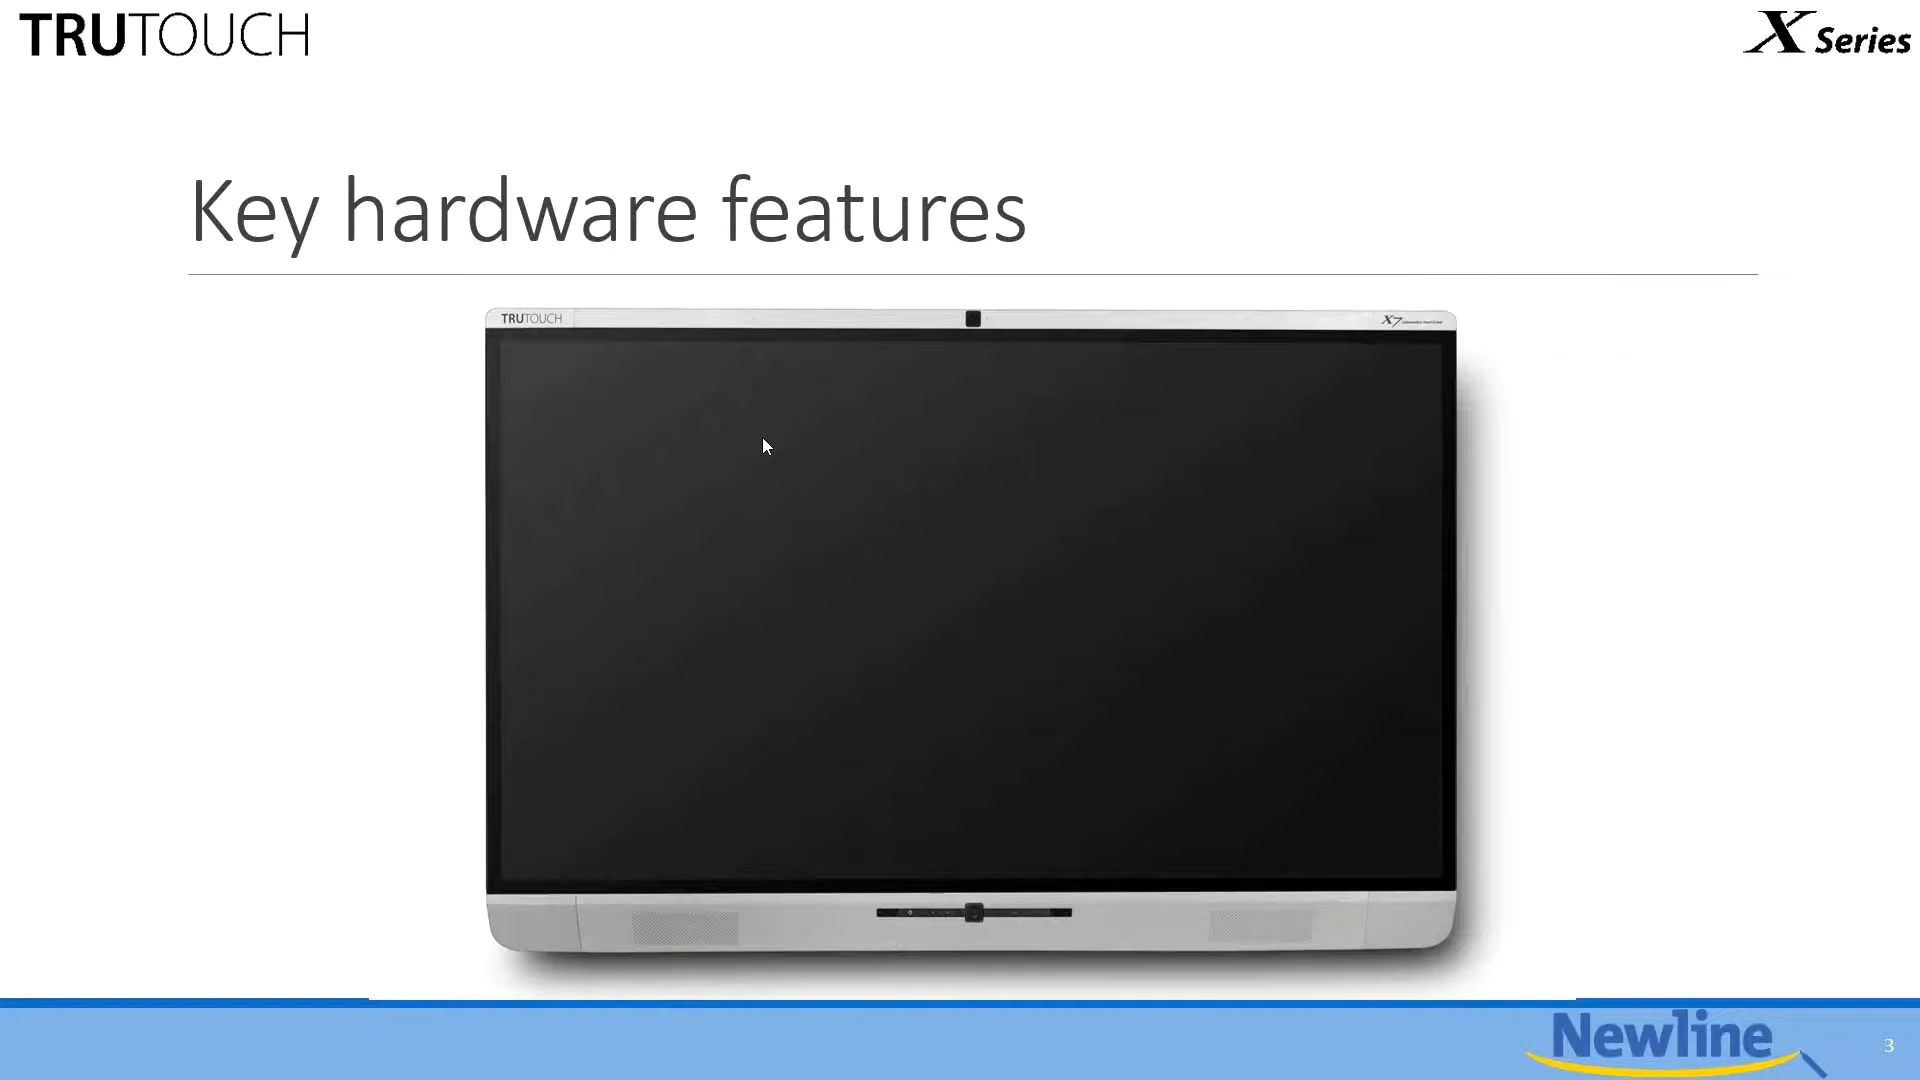 TRUTOUCH
X Series
Key hardware features
TRUTOUCH
X7
Newline
3